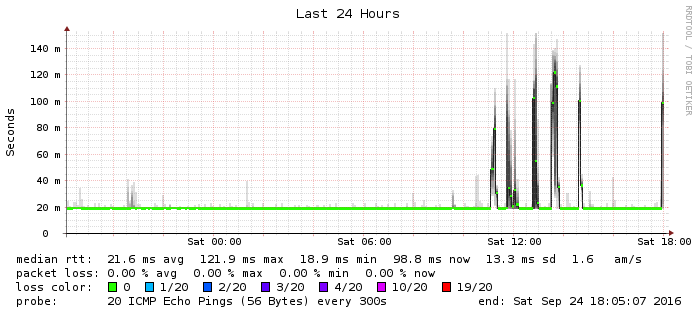 Last 24 Hours
RRDTOOL / TOBI OETIKER
Seconds
140 m
120 m
100 m
80 m
60 m
40 m
20 m
0
Sat 00:00 Sat 06:00 Sat 12:00 Sat 18:00
median rtt: 21.6 ms avg 121.9 ms max 18.9 ms min 98.8 ms now 13.3 ms sd 1.6 am/s
packet loss: 0.00 % avg 0.00 % max 0.00 % min 0.00 % now
loss color: 0 1/20 2/20 3/20 4/20 10/20 19/20
probe: 20 ICMP Echo Pings (56 Bytes) every 300s end: Sat Sep 24 18:05:07 2016